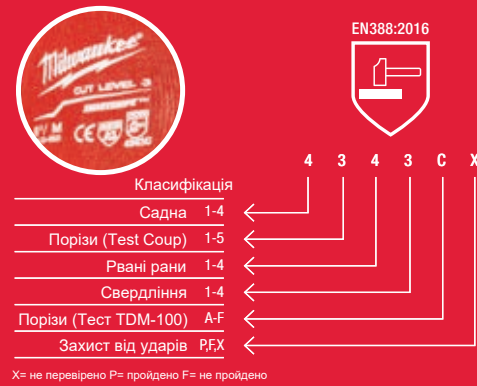 EN388:2016
Milwaukee
CUT LEVEL 3
4 3 4 3 C X
Класифікація
Садна 1-4
Порізи (Test Coup) 1-5
Рвані рани 1-4
Свердління 1-4
Порізи (Тест TDM-100) A-F
Захист від ударів P,F,X
X= не перевірено P= пройдено F= не пройдено